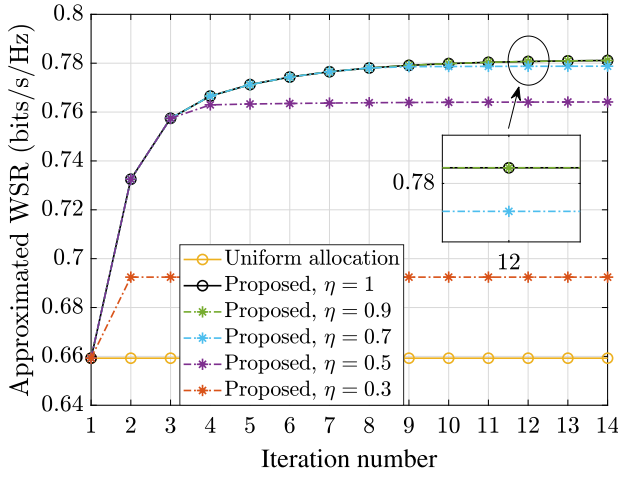 Approximated WSR (bits/s/Hz)
0.8
0.78
0.76
0.74
0.72
0.7
0.68
0.66
0.64
0.78
12
Uniform allocation
Proposed, η = 1
Proposed, η = 0.9
Proposed, η = 0.7
Proposed, η = 0.5
Proposed, η = 0.3
1 2 3 4 5 6 7 8 9 10 11 12 13 14
Iteration number